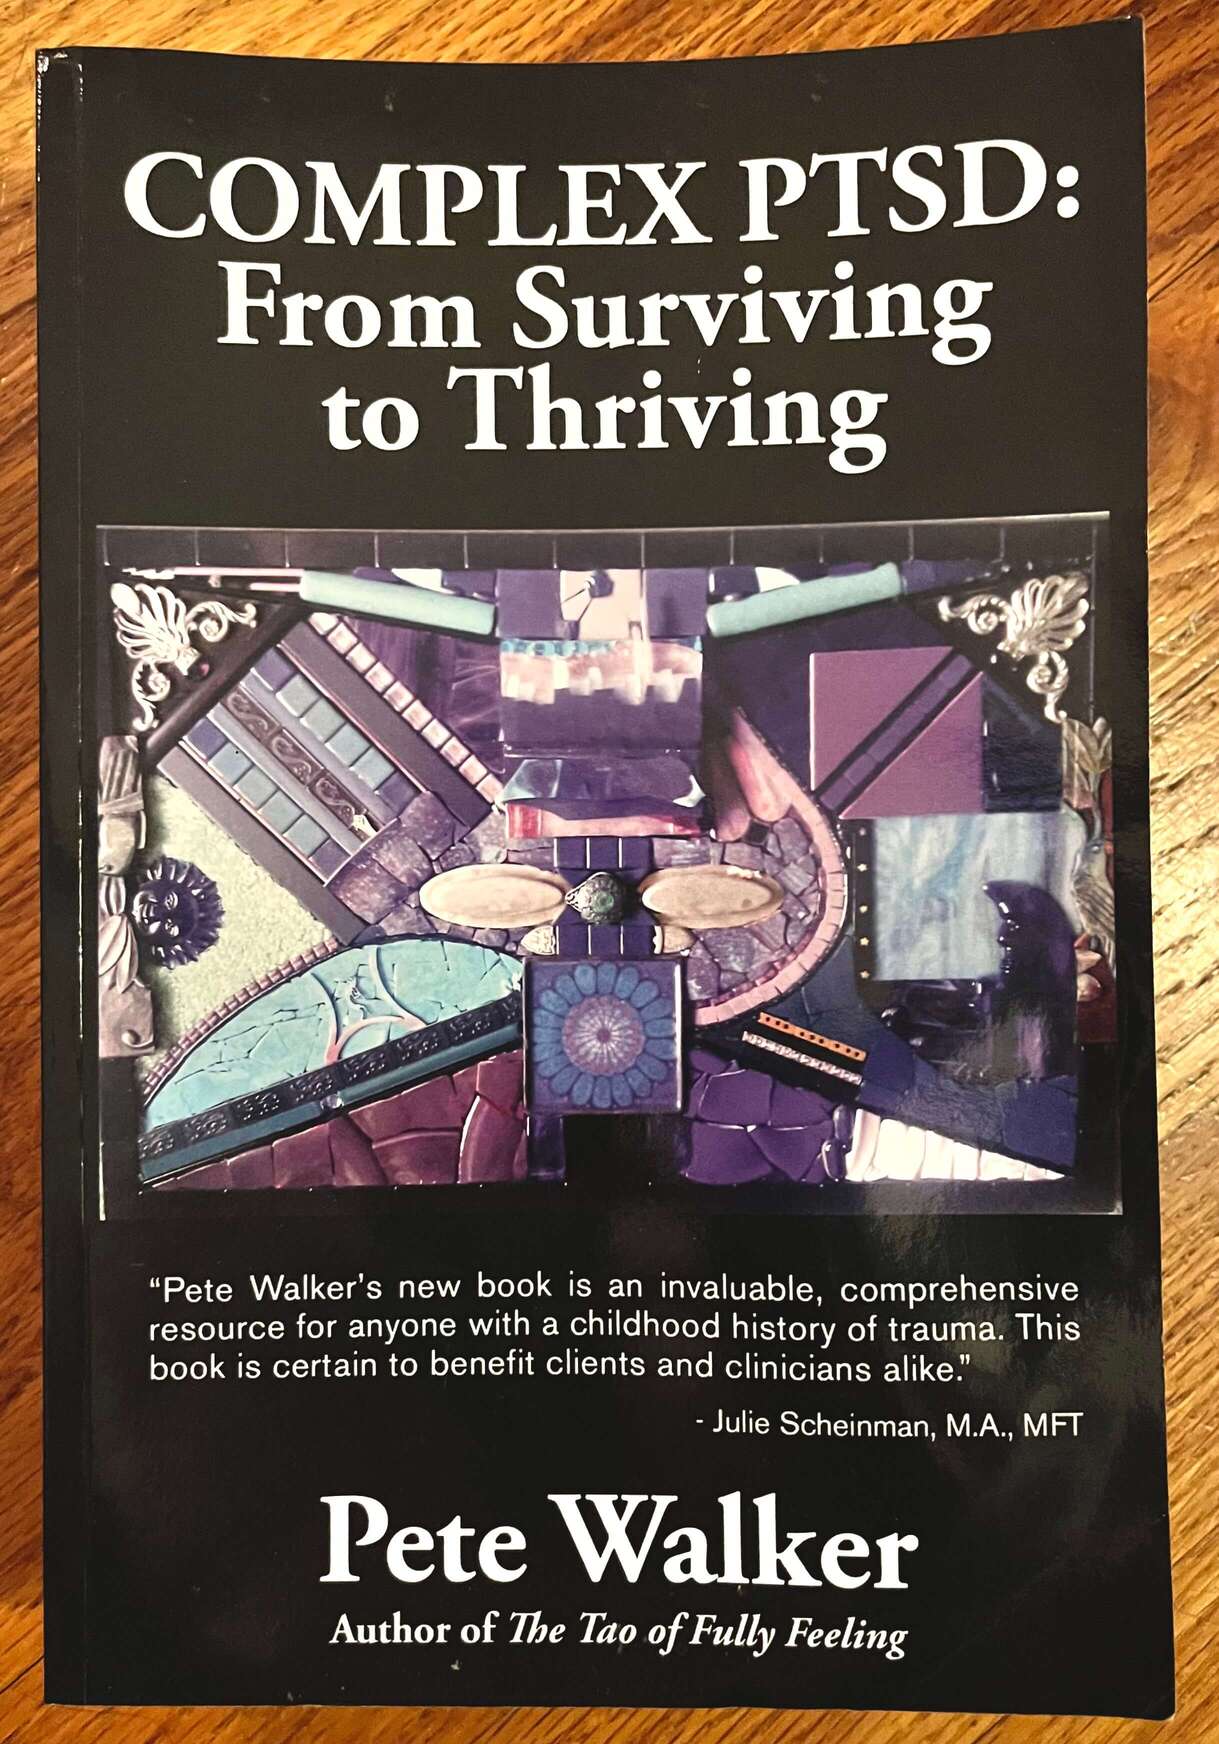 COMPLEX PTSD:
From Surviving
to Thriving
“Pete Walker’s new book is an invaluable, comprehensive
resource for anyone with a childhood history of trauma. This
book is certain to benefit clients and clinicians alike.”
- Julie Scheinman, M.A., MFT
Pete Walker
Author of The Tao of Fully Feeling